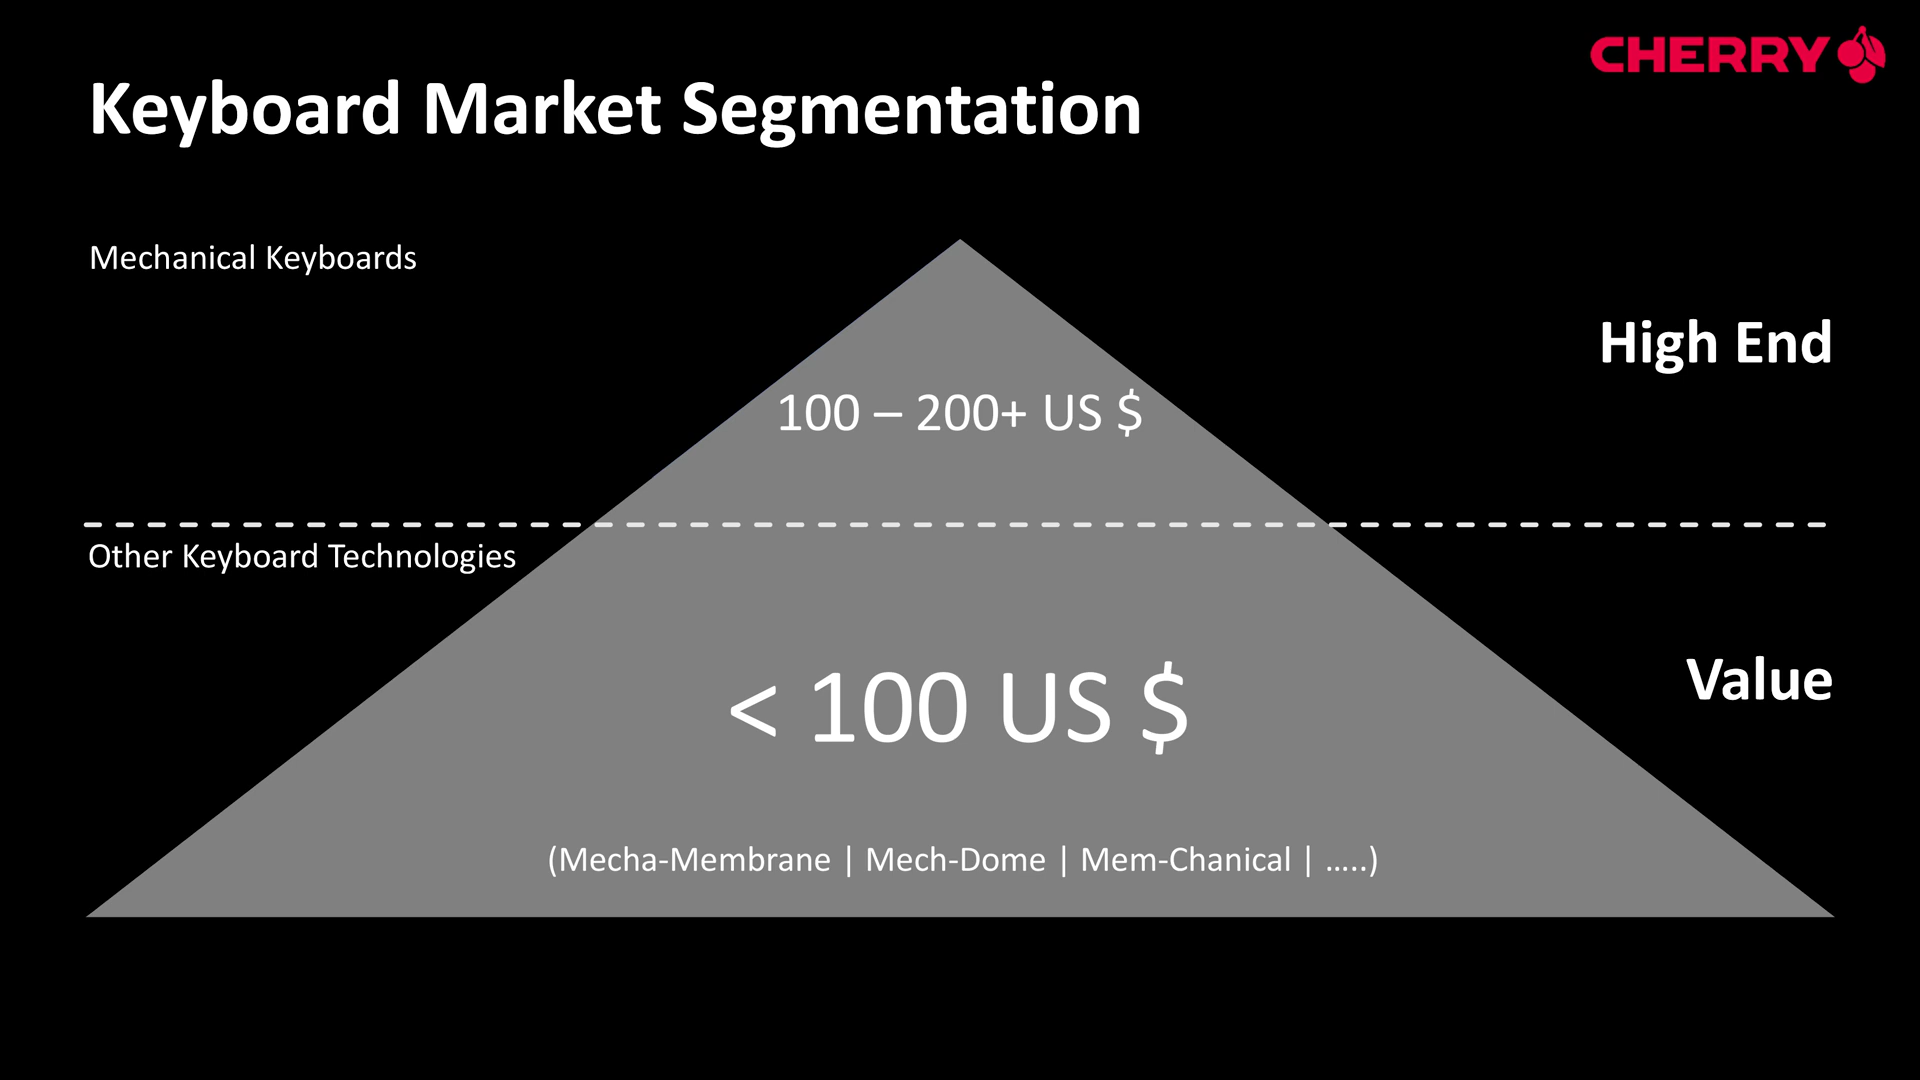 CHERRY
Keyboard Market Segmentation
Mechanical Keyboards
High End
100 – 200+ US $
Other Keyboard Technologies
Value
< 100 US $
(Mecha-Membrane | Mech-Dome | Mem-Chanical | .....)